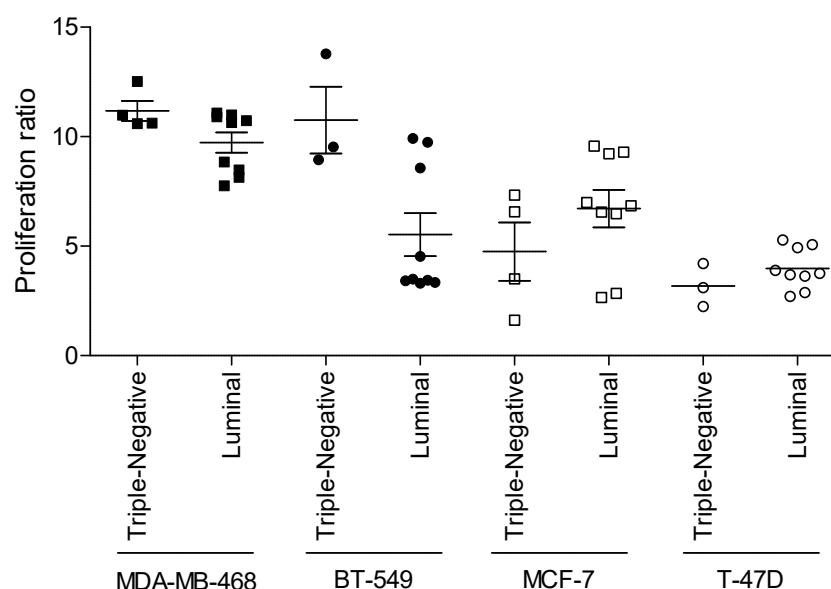 15
10
5
0
Proliferation ratio
Triple-Negative
Luminal
Triple-Negative
Luminal
Triple-Negative
Luminal
Triple-Negative
Luminal
MDA-MB-468
BT-549
MCF-7
T-47D